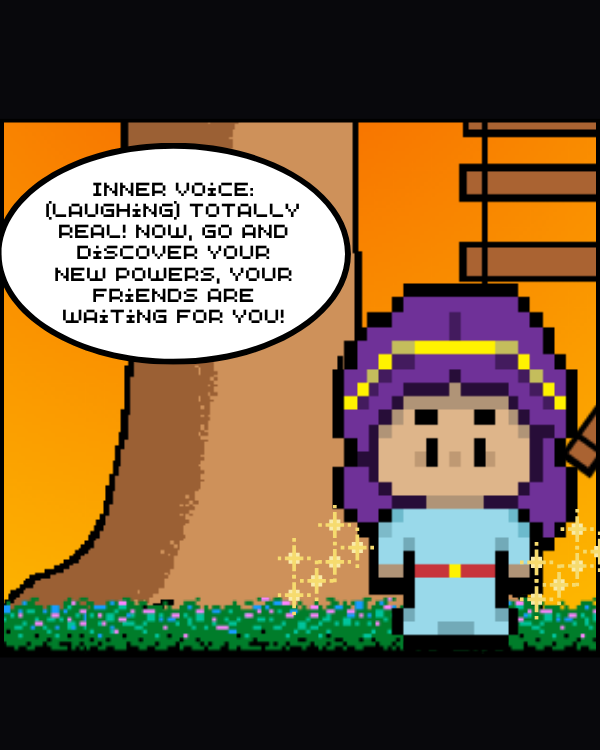 INNER VOiCE:
(LAUGHiNG) TOTALLY
REAL! NOW, GO AND
DiSCOVER YOUR
NEW POWERS, YOUR
FRiENDS ARE
WAiTiNG FOR YOU!